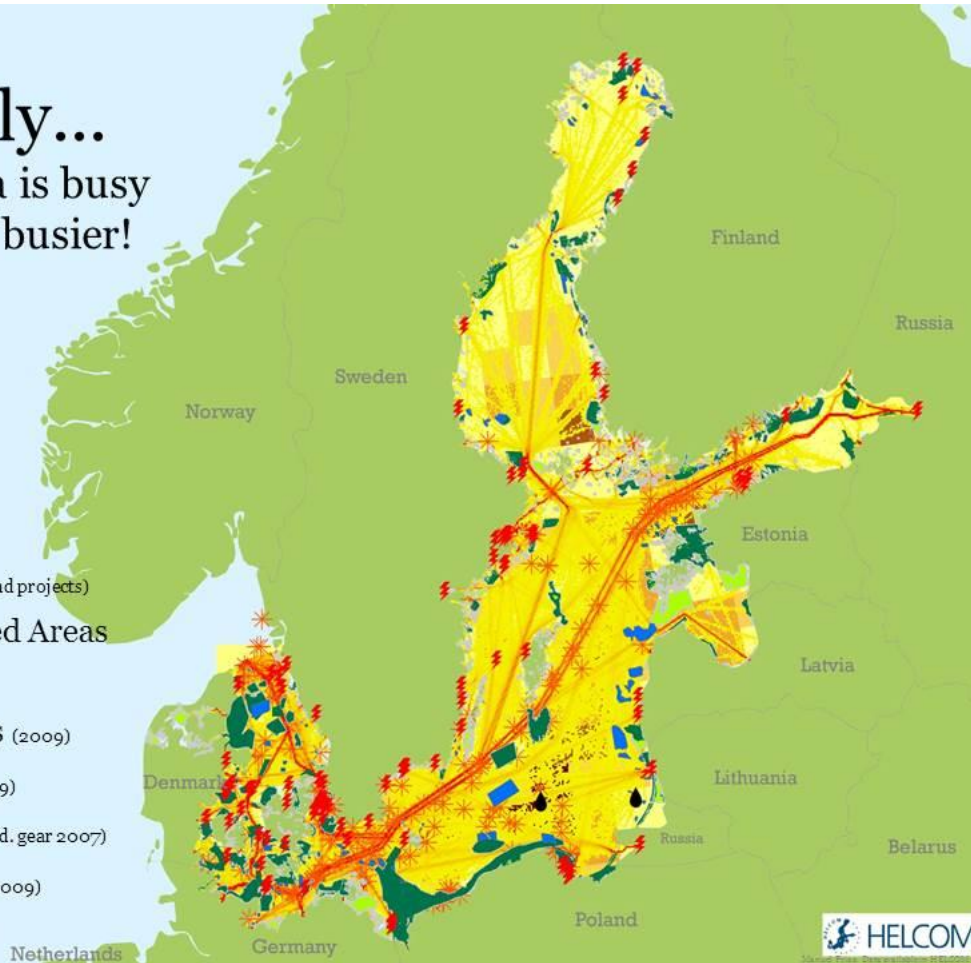 ly...
n is busy
busier!
Finland
Russia
Sweden
Norway
Estonia
nd projects)
ed Areas
Latvia
s (2009)
Denmark
9)
Lithuania
d. gear 2007)
Russia
Belarus
009)
Poland
HELCOM
Germany
Netherlands